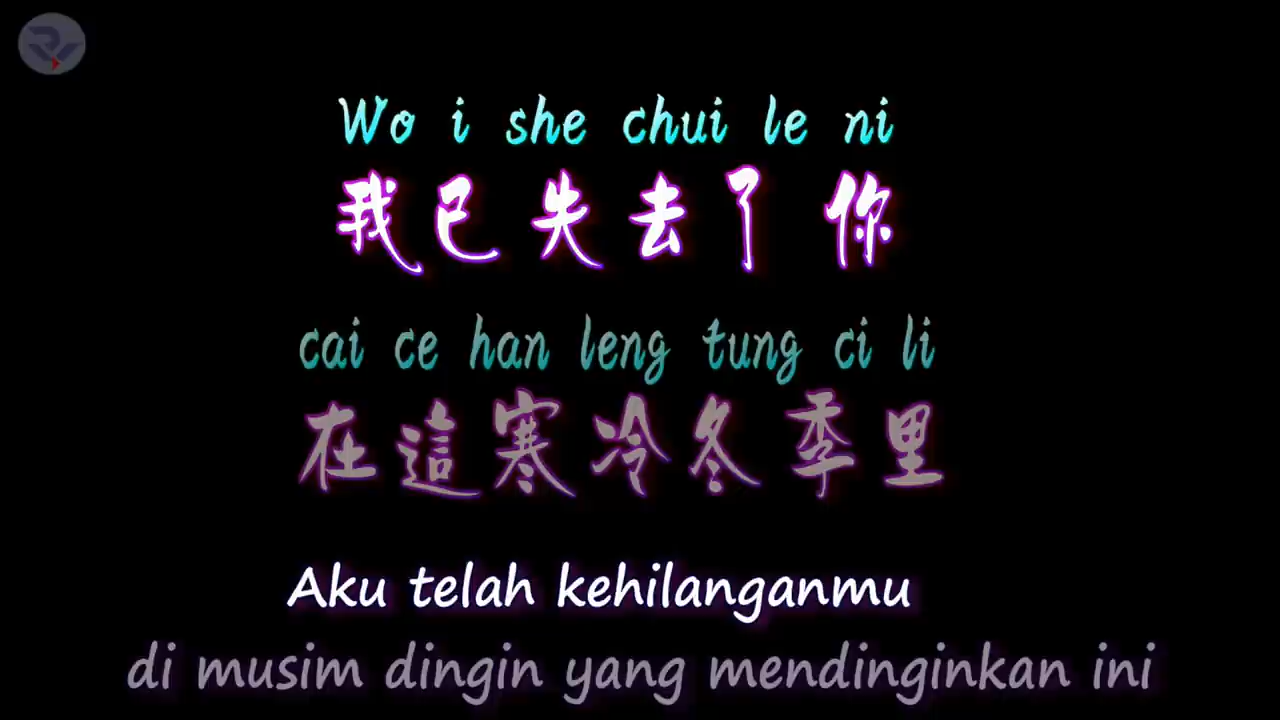 Wo i she chui le ni
我已失去了你
cai ce han leng tung ci li
在這寒冷冬季里
Aku telah kehilanganmu
di musim dingin yang mendinginkan ini